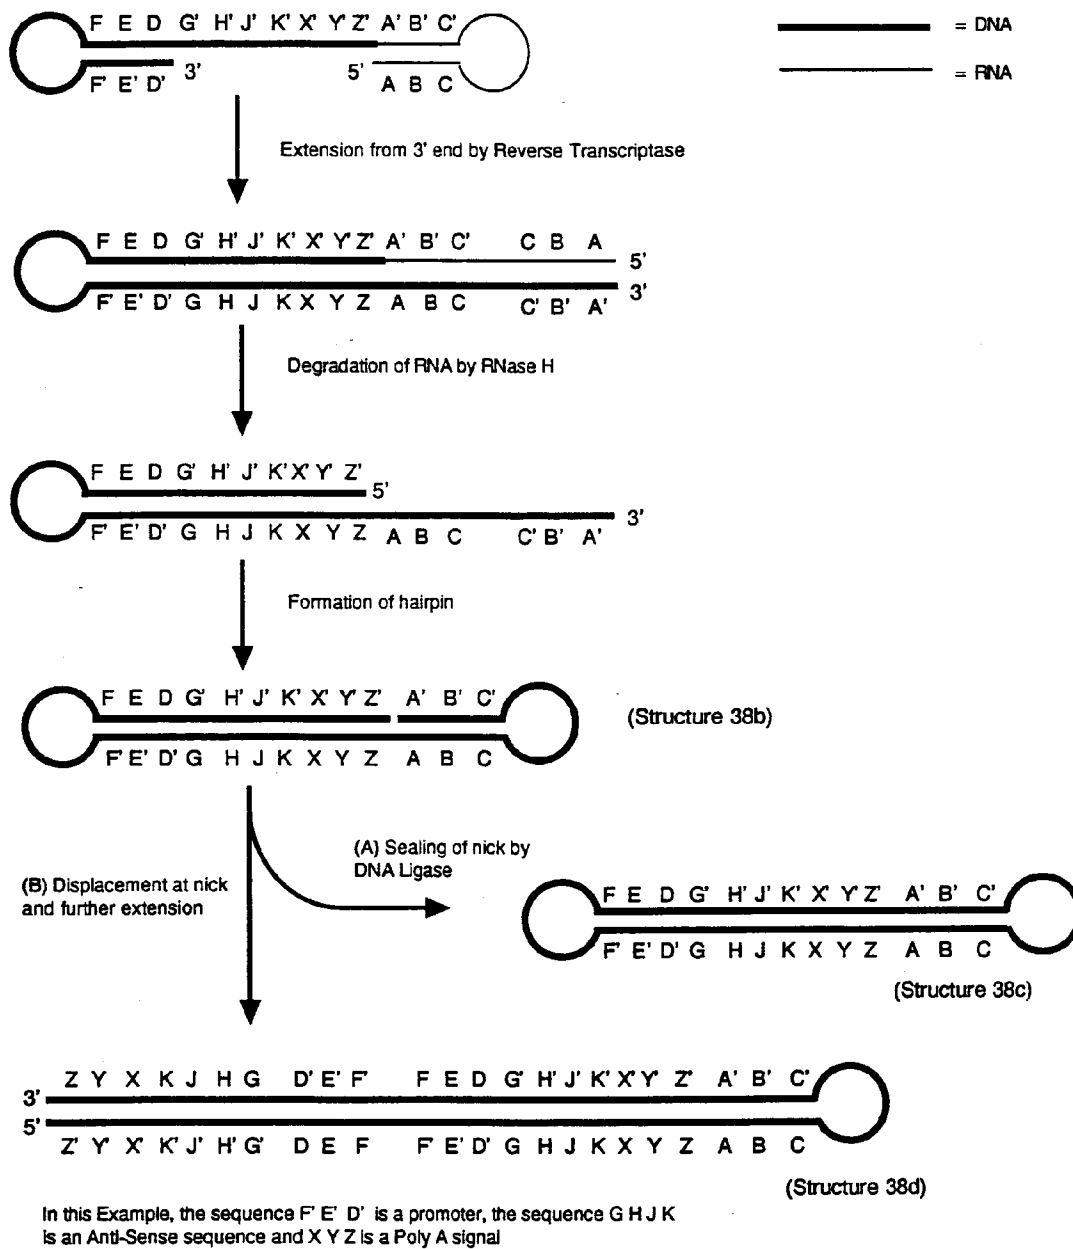 F E D G' H' J' K' X' Y' Z' A' B' C'
= DNA
F' E' D' 3' 5' A B C
= RNA
Extension from 3' end by Reverse Transcriptase
F E D G' H' J' K' X' Y' Z' A' B' C' C B A
5'
3'
F' E' D' G H J K X Y Z A B C C' B' A'
Degradation of RNA by RNase H
F E D G' H' J' K' X' Y' Z'
5'
3'
F' E' D' G H J K X Y Z A B C C' B' A'
Formation of hairpin
F E D G' H' J' K' X' Y' Z' A' B' C'
(Structure 38b)
F' E' D' G H J K X Y Z A B C
(A) Sealing of nick by
DNA Ligase
(B) Displacement at nick
and further extension
F E D G' H' J' K' X' Y Z' A' B' C'
F' E' D' G H J K X Y Z A B C
(Structure 38c)
Z Y X K J H G D' E' F' F E D G' H' J' K' X' Y' Z' A' B' C'
3'
5'
Z' Y' X' K' J' H' G' D E F F' E' D' G H J K X Y Z A B C
(Structure 38d)
In this Example, the sequence F' E' D' is a promoter, the sequence G H J K
is an Anti-Sense sequence and X Y Z is a Poly A signal